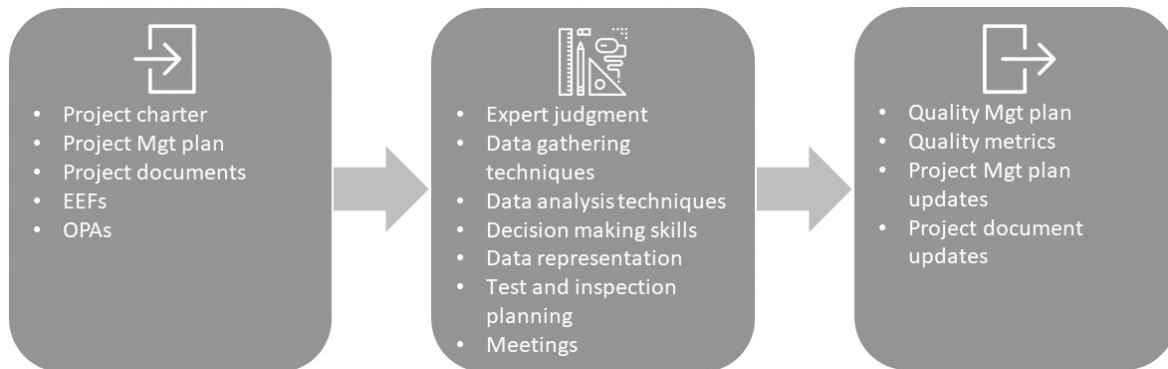 • Project charter
• Project Mgt plan
• Project documents
• EEFs
• OPAs
• Expert judgment
• Data gathering
techniques
• Data analysis techniques
• Decision making skills
• Data representation
• Test and inspection
planning
• Meetings
• Quality Mgt plan
• Quality metrics
• Project Mgt plan
updates
• Project document
updates